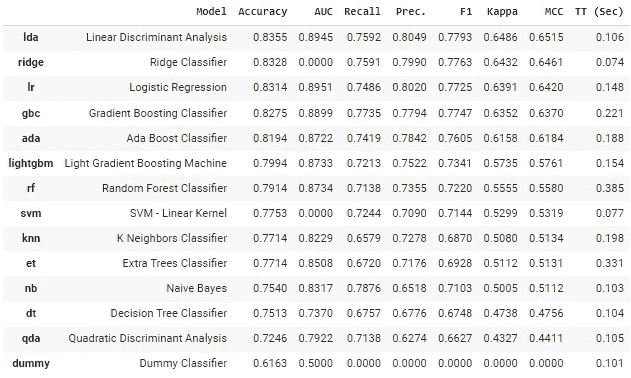 Model Accuracy AUC Recall Prec. F1 Kappa MCC TT (Sec)
lda Linear Discriminant Analysis 0.8355 0.8945 0.7592 0.8049 0.7793 0.6486 0.6515 0.106
ridge Ridge Classifier 0.8328 0.0000 0.7591 0.7990 0.7763 0.6432 0.6461 0.074
lr Logistic Regression 0.8314 0.8951 0.7486 0.8020 0.7725 0.6391 0.6420 0.148
gbc Gradient Boosting Classifier 0.8275 0.8899 0.7735 0.7794 0.7747 0.6352 0.6370 0.221
ada Ada Boost Classifier 0.8194 0.8722 0.7419 0.7842 0.7605 0.6158 0.6184 0.188
lightgbm Light Gradient Boosting Machine 0.7994 0.8733 0.7213 0.7522 0.7341 0.5735 0.5761 0.154
rf Random Forest Classifier 0.7914 0.8734 0.7138 0.7355 0.7220 0.5555 0.5580 0.385
svm SVM - Linear Kernel 0.7753 0.0000 0.7244 0.7090 0.7144 0.5299 0.5319 0.077
knn K Neighbors Classifier 0.7714 0.8229 0.6579 0.7278 0.6870 0.5080 0.5134 0.198
et Extra Trees Classifier 0.7714 0.8508 0.6720 0.7176 0.6928 0.5112 0.5131 0.331
nb Naive Bayes 0.7540 0.8317 0.7876 0.6518 0.7103 0.5005 0.5112 0.103
dt Decision Tree Classifier 0.7513 0.7370 0.6757 0.6776 0.6748 0.4738 0.4756 0.104
qda Quadratic Discriminant Analysis 0.7246 0.7922 0.7138 0.6274 0.6627 0.4327 0.4411 0.105
dummy Dummy Classifier 0.6163 0.5000 0.0000 0.0000 0.0000 0.0000 0.0000 0.101